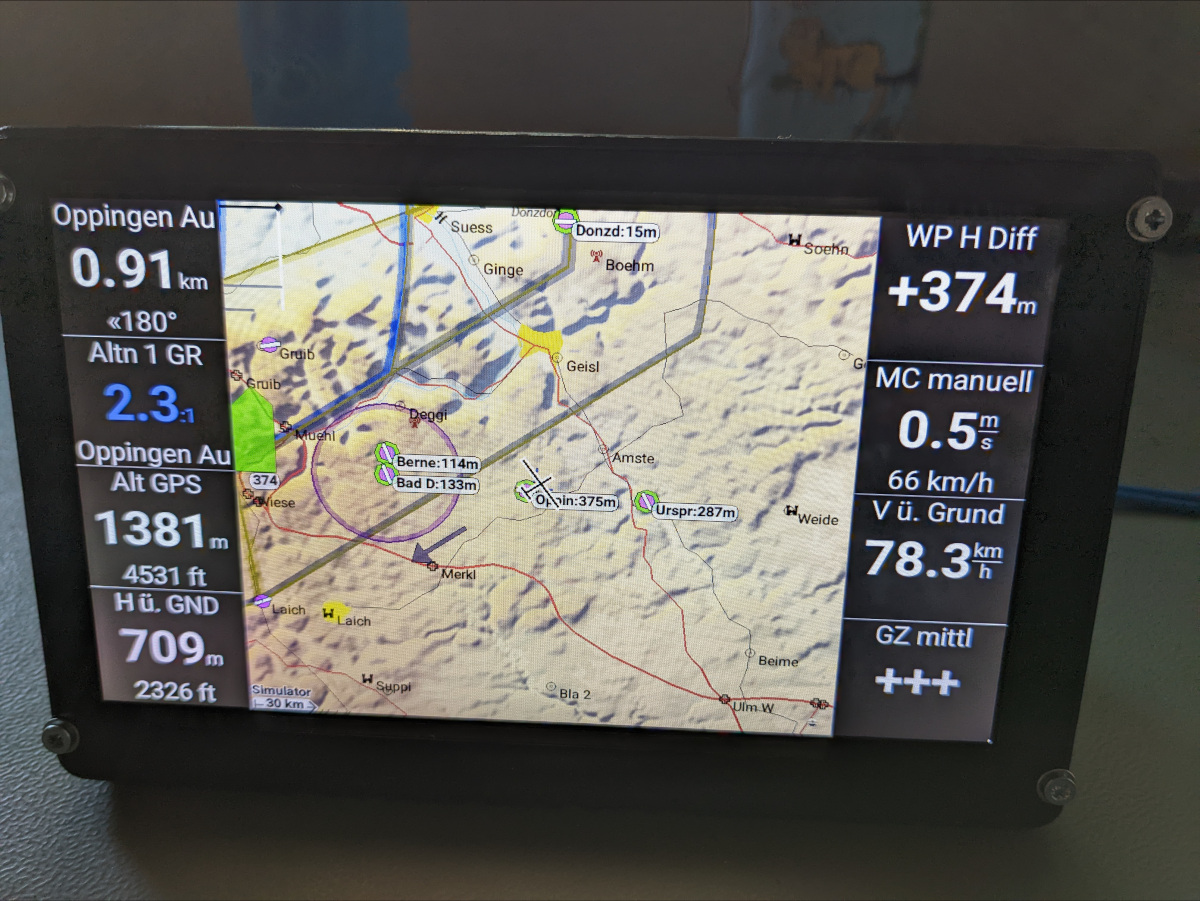 Oppingen Au
0.91 km
«180°
Altn 1 GR
2.3:1
Oppingen Au
Alt GPS
1381 m
4531 ft
H ü. GND
709 m
2326 ft
Suess
Donzdo
Donzd:15m
Ginge
Boehm
Soehn
Gruib
Geisl
G
Gruib
Deggi
Muehl
Berne:114m
Amste
374
Bad D:133m
Wiese
:375m
Urspr:287m
Weide
Merkl
Laich
Laich
Beime
Suppl
Bla 2
Ulm W
Simulator
30 km
WP H Diff
+374 m
MC manuell
0.5 m/s
66 km/h
V ü. Grund
78.3 km/h
GZ mittl
+++